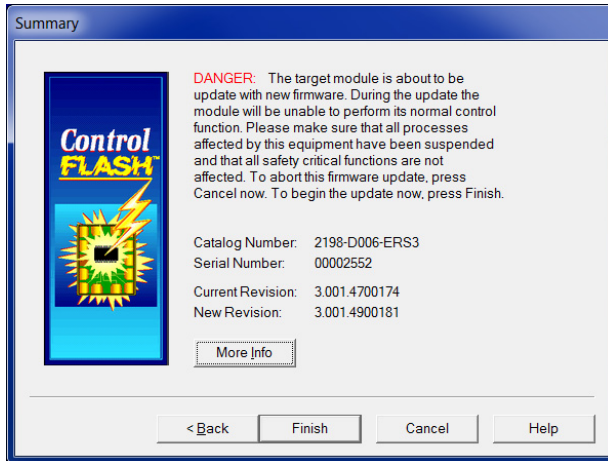 Summary
Control
FLASH™
DANGER: The target module is about to be
update with new firmware. During the update the
module will be unable to perform its normal control
function. Please make sure that all processes
affected by this equipment have been suspended
and that all safety critical functions are not
affected. To abort this firmware update, press
Cancel now. To begin the update now, press Finish.
Catalog Number: 2198-D006-ERS3
Serial Number: 00002552
Current Revision: 3.001.4700174
New Revision: 3.001.4900181
More Info
< Back Finish Cancel Help